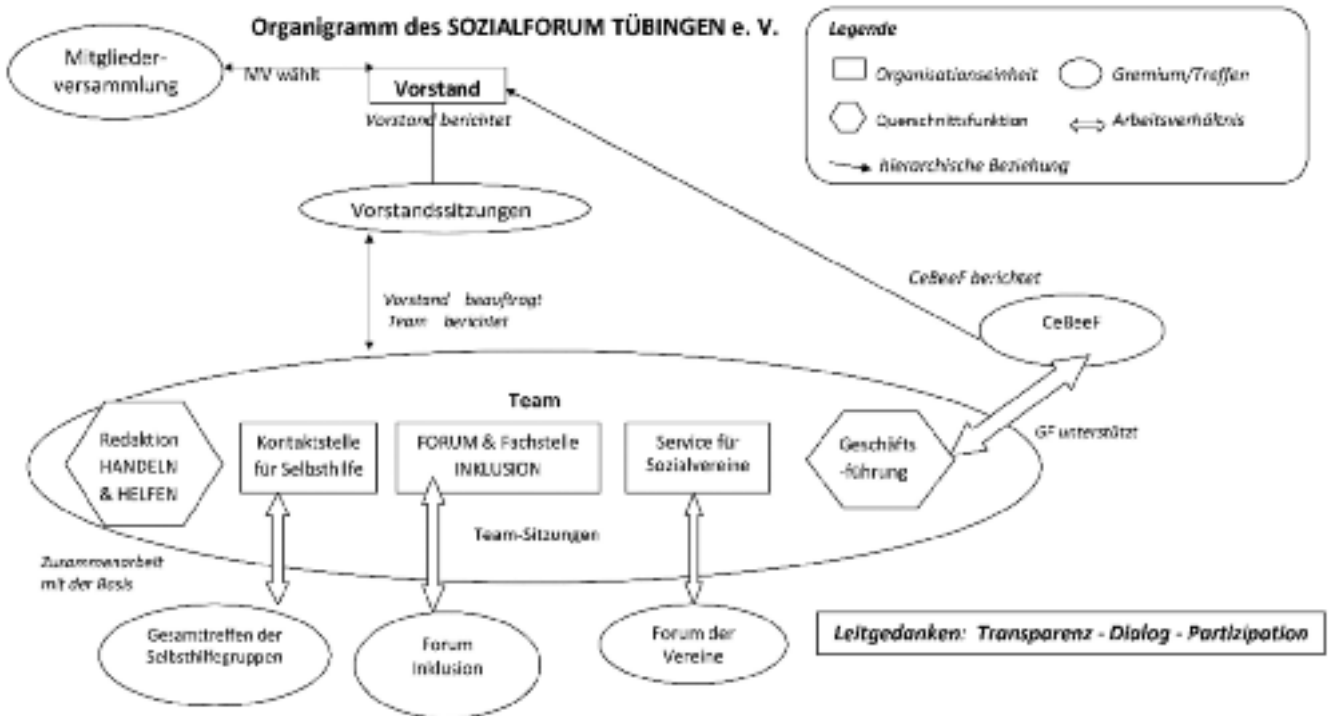 Organigramm des SOZIALFORUM TÜBINGEN e. V.
Mitglieder-
versammlung
MV wählt
Vorstand
Vorstand berichtet
Legende
Organisationseinheit
Gremium/Treffen
Querschnittsfunktion
Arbeitsverhältnis
hierarchische Beziehung
Vorstandssitzungen
Vorstand beauftragt
Team berichtet
CeBeeF berichtet
CeBeeF
GF unterstützt
Team
Redaktion
HANDELN
& HELFEN
Kontaktstelle
für Selbsthilfe
FORUM & Fachstelle
INKLUSION
Service für
Sozialvereine
Geschäfts
-führung
Team-Sitzungen
Zusammenarbeit
mit der Basis
Gesamttreffen der
Selbsthilfegruppen
Forum
Inklusion
Forum der
Vereine
Leitgedanken: Transparenz - Dialog - Partizipation